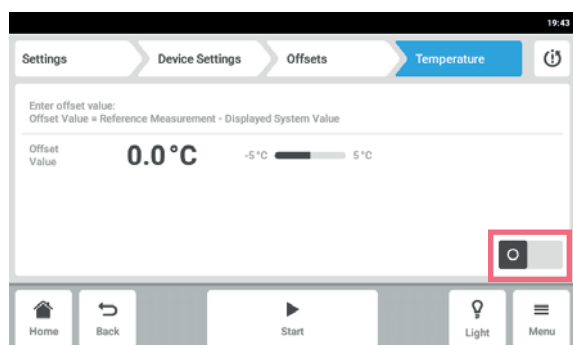 19:43
Settings
Device Settings
Offsets
Temperature
Enter offset value:
Offset Value = Reference Measurement - Displayed System Value
Offset
Value
0.0°C
-5°C
5°C
Home
Back
Start
Light
Menu